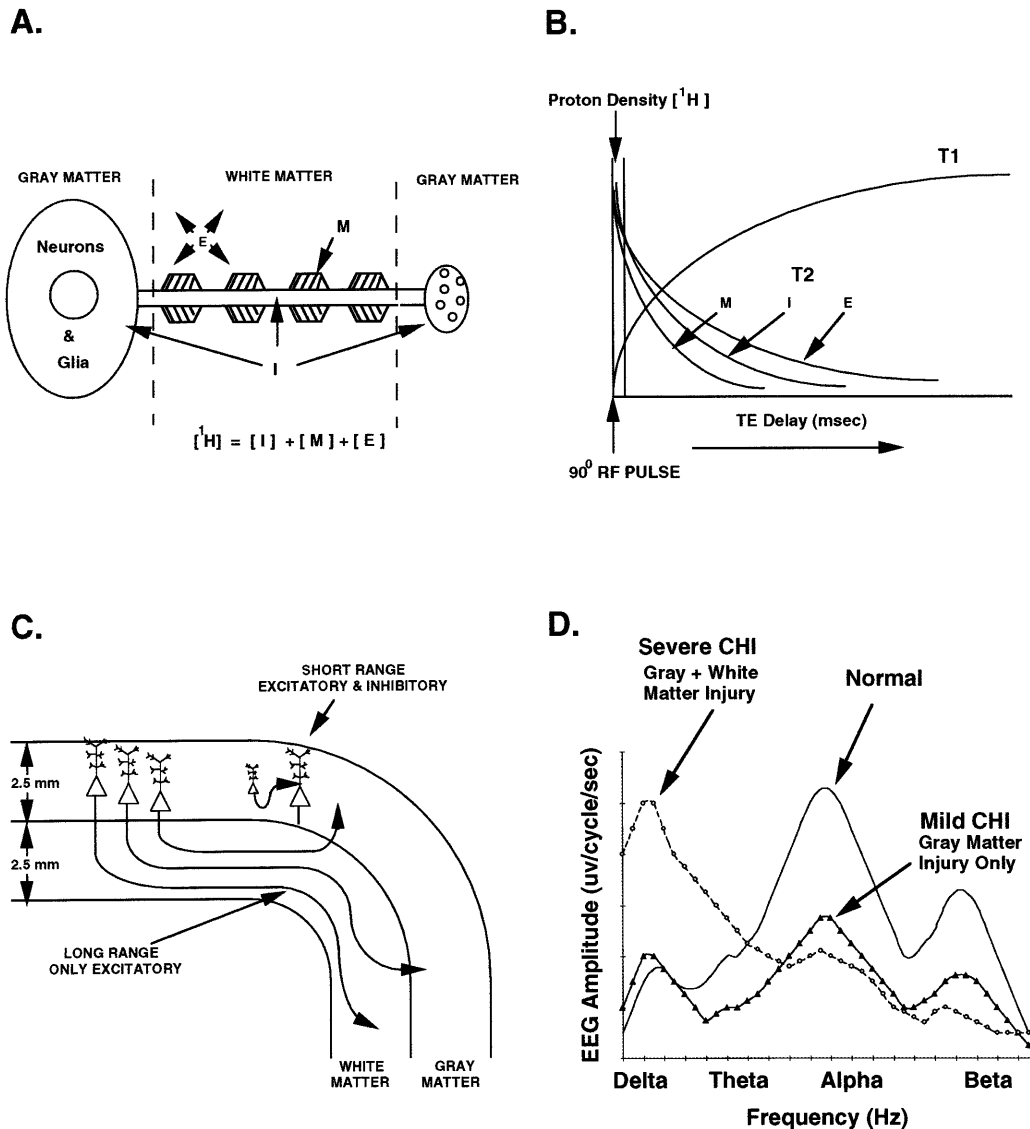 A.
GRAY MATTER
WHITE MATTER
GRAY MATTER
Neurons
&
Glia
E
M
I
[¹H] = [I] + [M] + [E]
B.
Proton Density [¹H]
T1
T2
M
I
E
TE Delay (msec)
90⁰ RF PULSE
C.
SHORT RANGE
EXCITATORY & INHIBITORY
2.5 mm
2.5 mm
LONG RANGE
ONLY EXCITATORY
WHITE
MATTER
GRAY
MATTER
D.
Severe CHI
Gray + White
Matter Injury
Normal
Mild CHI
Gray Matter
Injury Only
EEG Amplitude (uv/cycle/sec)
Delta
Theta
Alpha
Beta
Frequency (Hz)